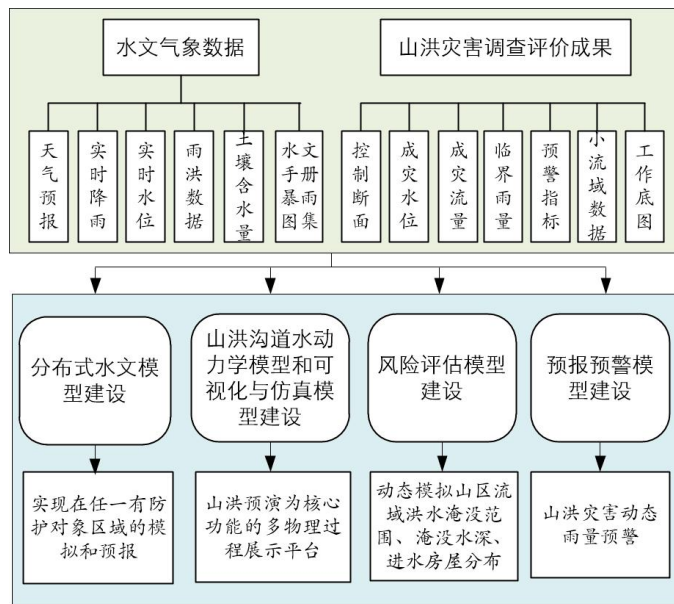 水文气象数据
山洪灾害调查评价成果
天气预报
实时降雨
实时水位
雨洪数据
土壤含水量
水文
手册
暴雨
图集
控制断面
成灾水位
成灾流量
临界雨量
预警指标
小流域数据
工作底图
分布式水文模
型建设
山洪沟道水动
力学模型和可
视化与仿真模
型建设
风险评估模型
建设
预报预警模
型建设
实现在任一有防
护对象区域的模
拟和预报
山洪预演为核心
功能的多物理过
程展示平台
动态模拟山区流
域洪水淹没范
围、淹没水深、
进水房屋分布
山洪灾害动态
雨量预警